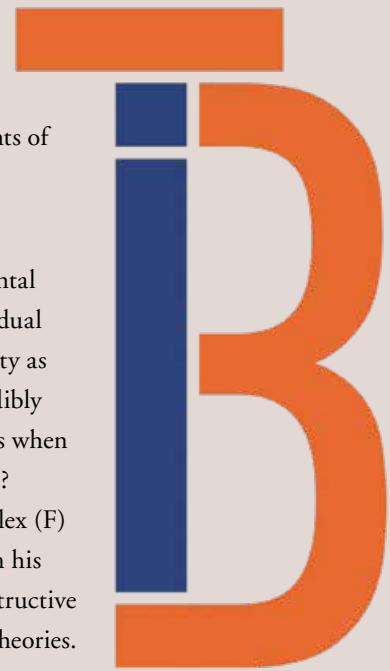 nts of
ntal
dual
ty as
libly
s when
?
lex (F)
n his
tructive
heories.